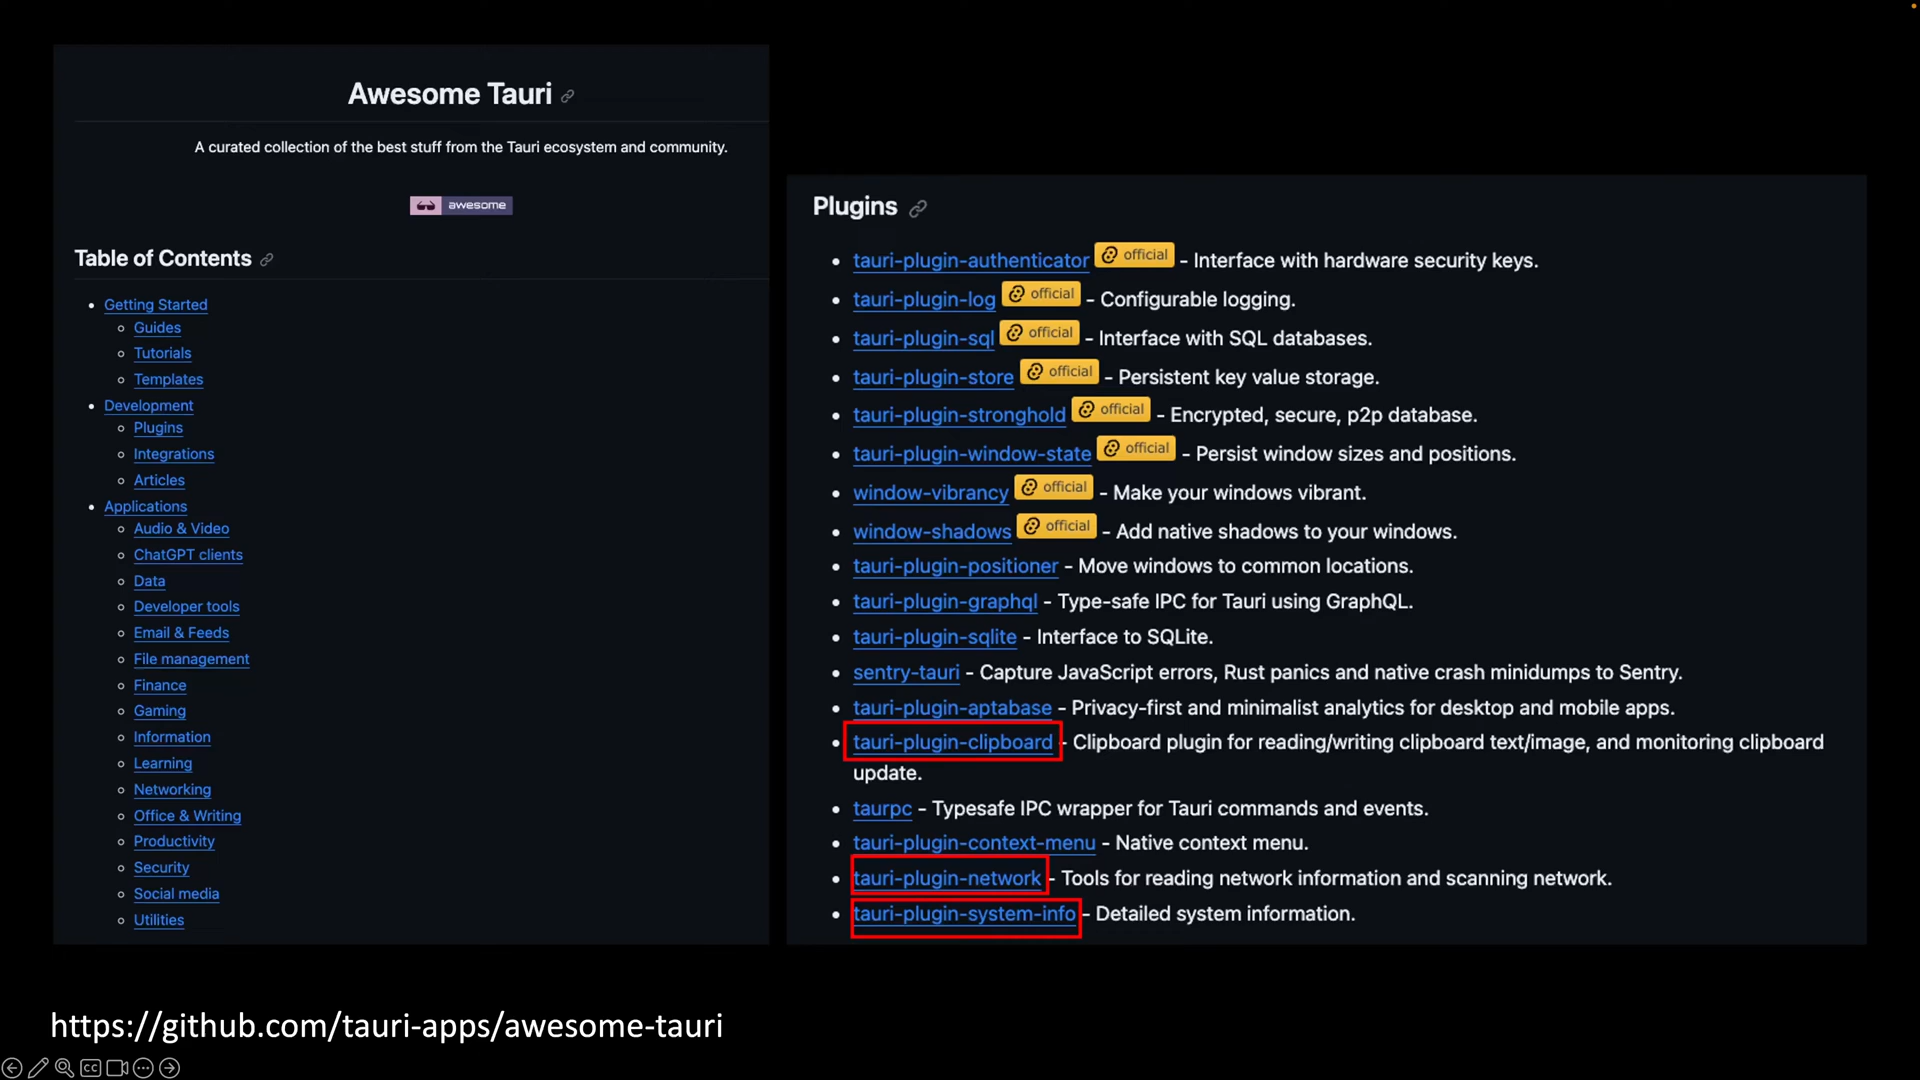 Awesome Tauri
A curated collection of the best stuff from the Tauri ecosystem and community.
awesome
Table of Contents
Getting Started
Guides
Tutorials
Templates
Development
Plugins
Integrations
Articles
Applications
Audio & Video
ChatGPT clients
Data
Developer tools
Email & Feeds
File management
Finance
Gaming
Information
Learning
Networking
Office & Writing
Productivity
Security
Social media
Utilities
Plugins
tauri-plugin-authenticator official - Interface with hardware security keys.
tauri-plugin-log official - Configurable logging.
tauri-plugin-sql official - Interface with SQL databases.
tauri-plugin-store official - Persistent key value storage.
tauri-plugin-stronghold official - Encrypted, secure, p2p database.
tauri-plugin-window-state official - Persist window sizes and positions.
window-vibrancy official - Make your windows vibrant.
window-shadows official - Add native shadows to your windows.
tauri-plugin-positioner - Move windows to common locations.
tauri-plugin-graphql - Type-safe IPC for Tauri using GraphQL.
tauri-plugin-sqlite - Interface to SQLite.
sentry-tauri - Capture JavaScript errors, Rust panics and native crash minidumps to Sentry.
tauri-plugin-aptabase - Privacy-first and minimalist analytics for desktop and mobile apps.
tauri-plugin-clipboard - Clipboard plugin for reading/writing clipboard text/image, and monitoring clipboard
update.
taurpc - Typesafe IPC wrapper for Tauri commands and events.
tauri-plugin-context-menu - Native context menu.
tauri-plugin-network - Tools for reading network information and scanning network.
tauri-plugin-system-info - Detailed system information.
https://github.com/tauri-apps/awesome-tauri
CC